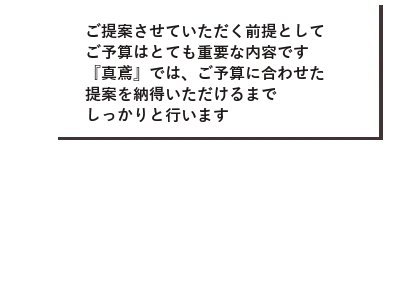 ご提案させていただく前提として
ご予算はとても重要な内容です
『真鳶』では、ご予算に合わせた
提案を納得いただけるまで
しっかりと行います